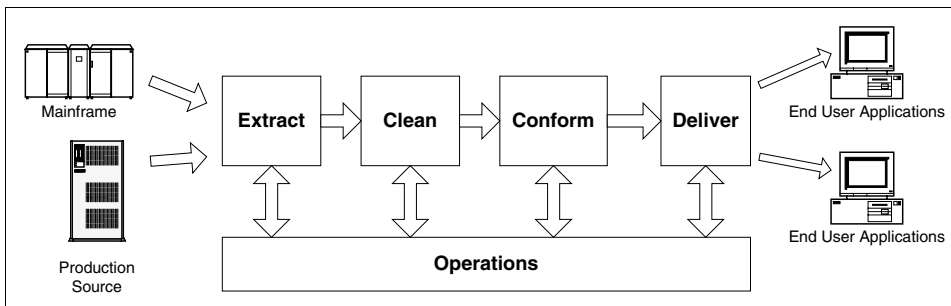 Mainframe
Extract
Clean
Conform
Deliver
End User Applications
Production
Source
Operations
End User Applications